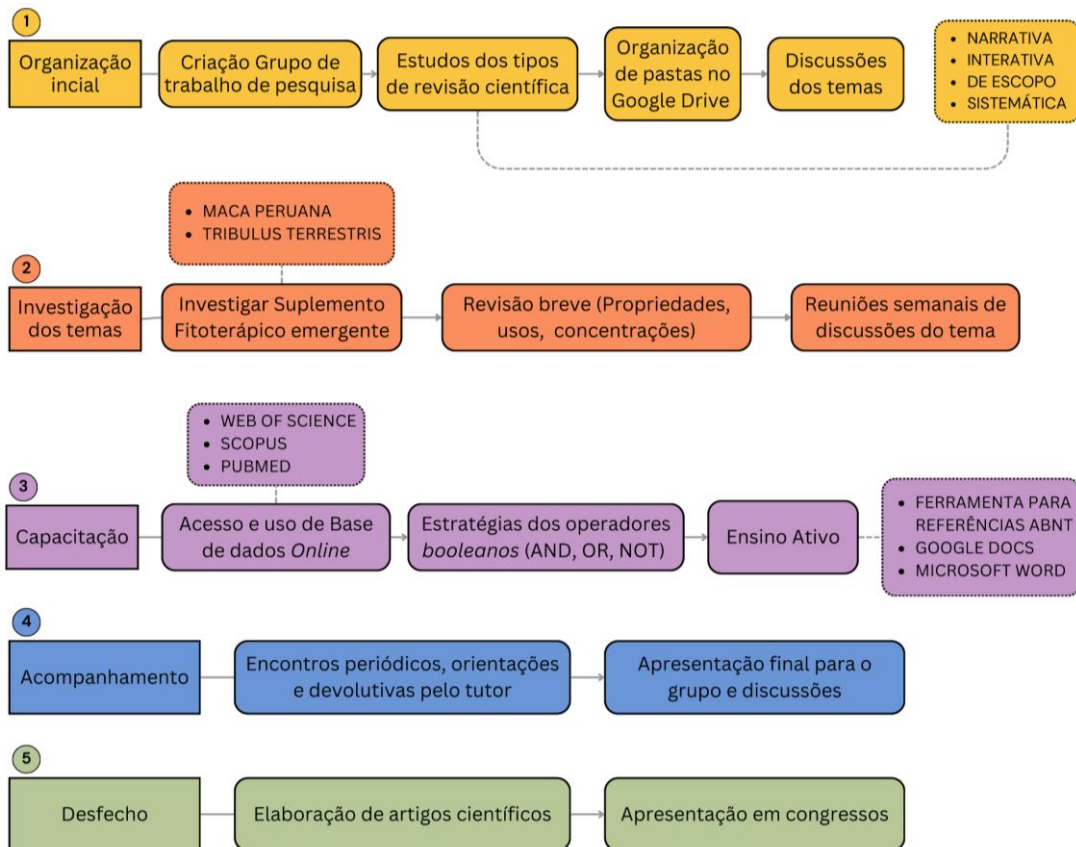 1
Organização
incial
Criação Grupo de
trabalho de pesquisa
Estudos dos tipos
de revisão científica
Organização
de pastas no
Google Drive
Discussões
dos temas
• NARRATIVA
• INTERATIVA
• DE ESCOPO
• SISTEMÁTICA
• MACA PERUANA
• TRIBULUS TERRESTRIS
2
Investigação
dos temas
Investigar Suplemento
Fitoterápico emergente
Revisão breve (Propriedades,
usos, concentrações)
Reuniões semanais de
discussões do tema
• WEB OF SCIENCE
• SCOPUS
• PUBMED
3
Capacitação
Acesso e uso de Base
de dados Online
Estratégias dos operadores
booleanos (AND, OR, NOT)
Ensino Ativo
• FERRAMENTA PARA
REFERÊNCIAS ABNT
• GOOGLE DOCS
• MICROSOFT WORD
4
Acompanhamento
Encontros periódicos, orientações
e devolutivas pelo tutor
Apresentação final para o
grupo e discussões
5
Desfecho
Elaboração de artigos científicos
Apresentação em congressos